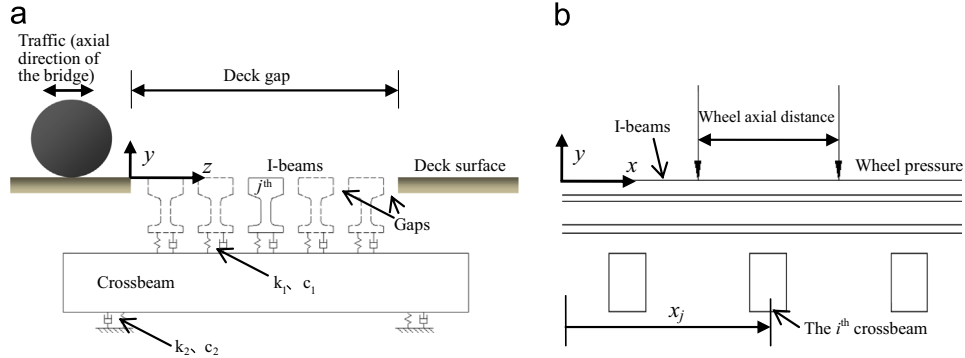 a
Traffic (axial
direction of
the bridge)
Deck gap
y
z
I-beams
Deck surface
jth
Gaps
Crossbeam
k1、c1
k2、c2
b
Wheel axial distance
I-beams
y
x
Wheel pressure
xj
The ith crossbeam